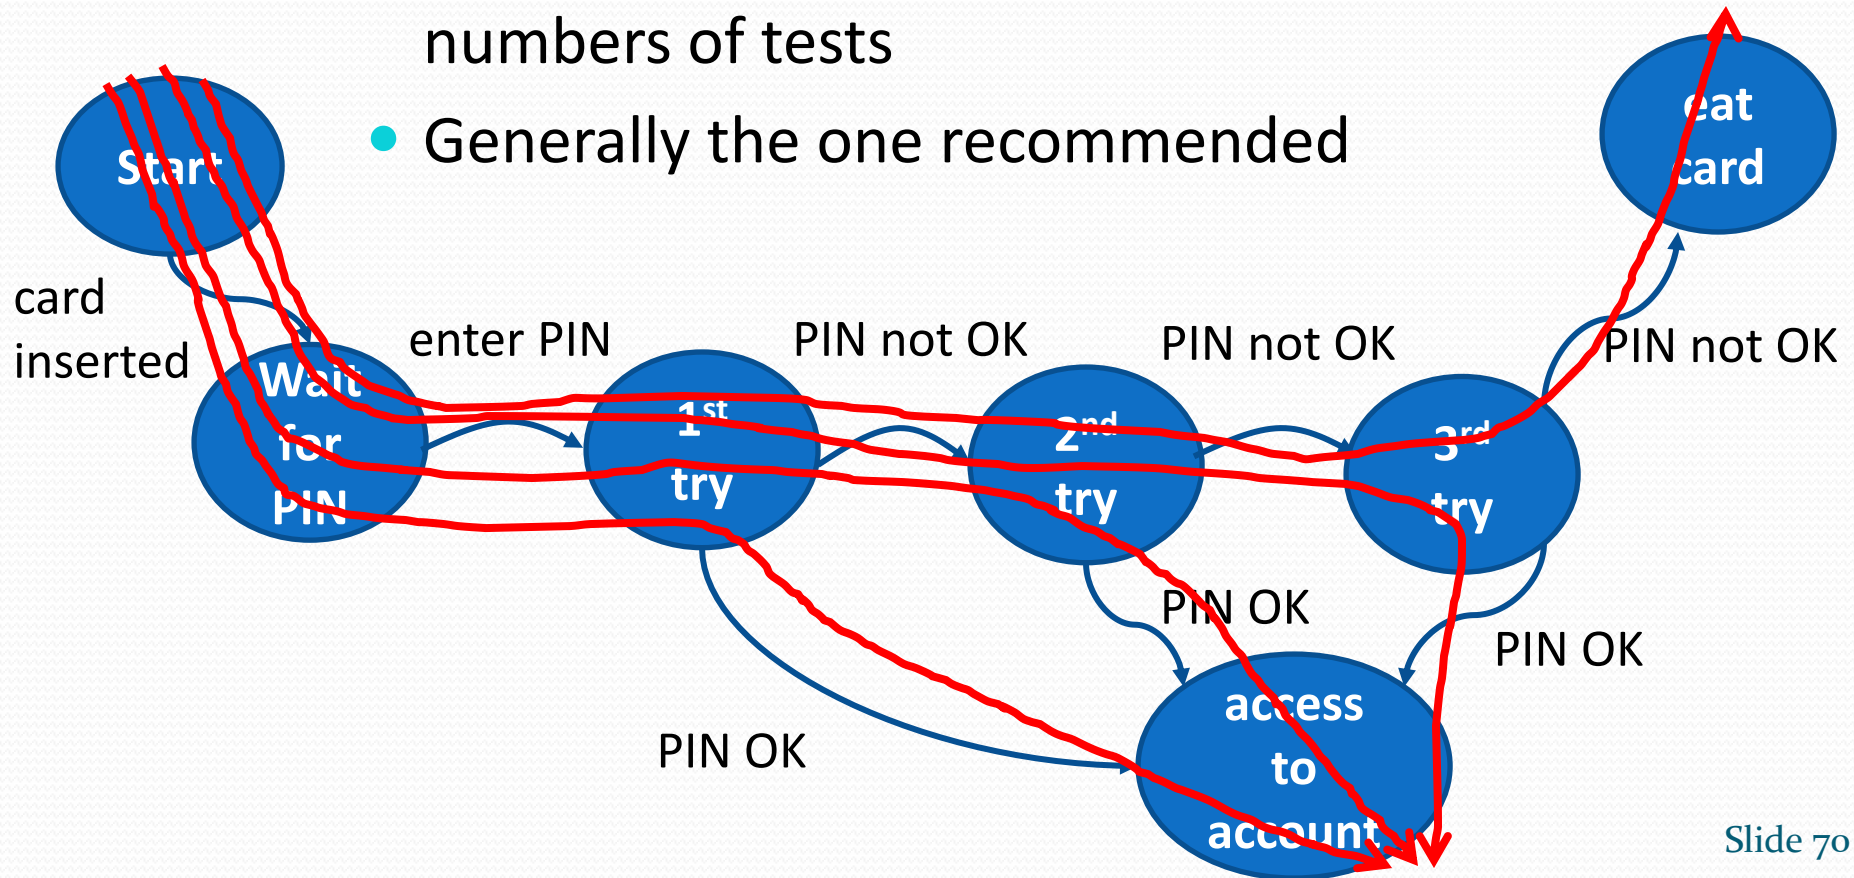 numbers of tests
• Generally the one recommended
Start
eat
card
card
inserted
enter PIN
PIN not OK
PIN not OK
PIN not OK
Wait
for
PIN
1st
try
2nd
try
3rd
try
PIN OK
PIN OK
PIN OK
access
to
account
Slide 70